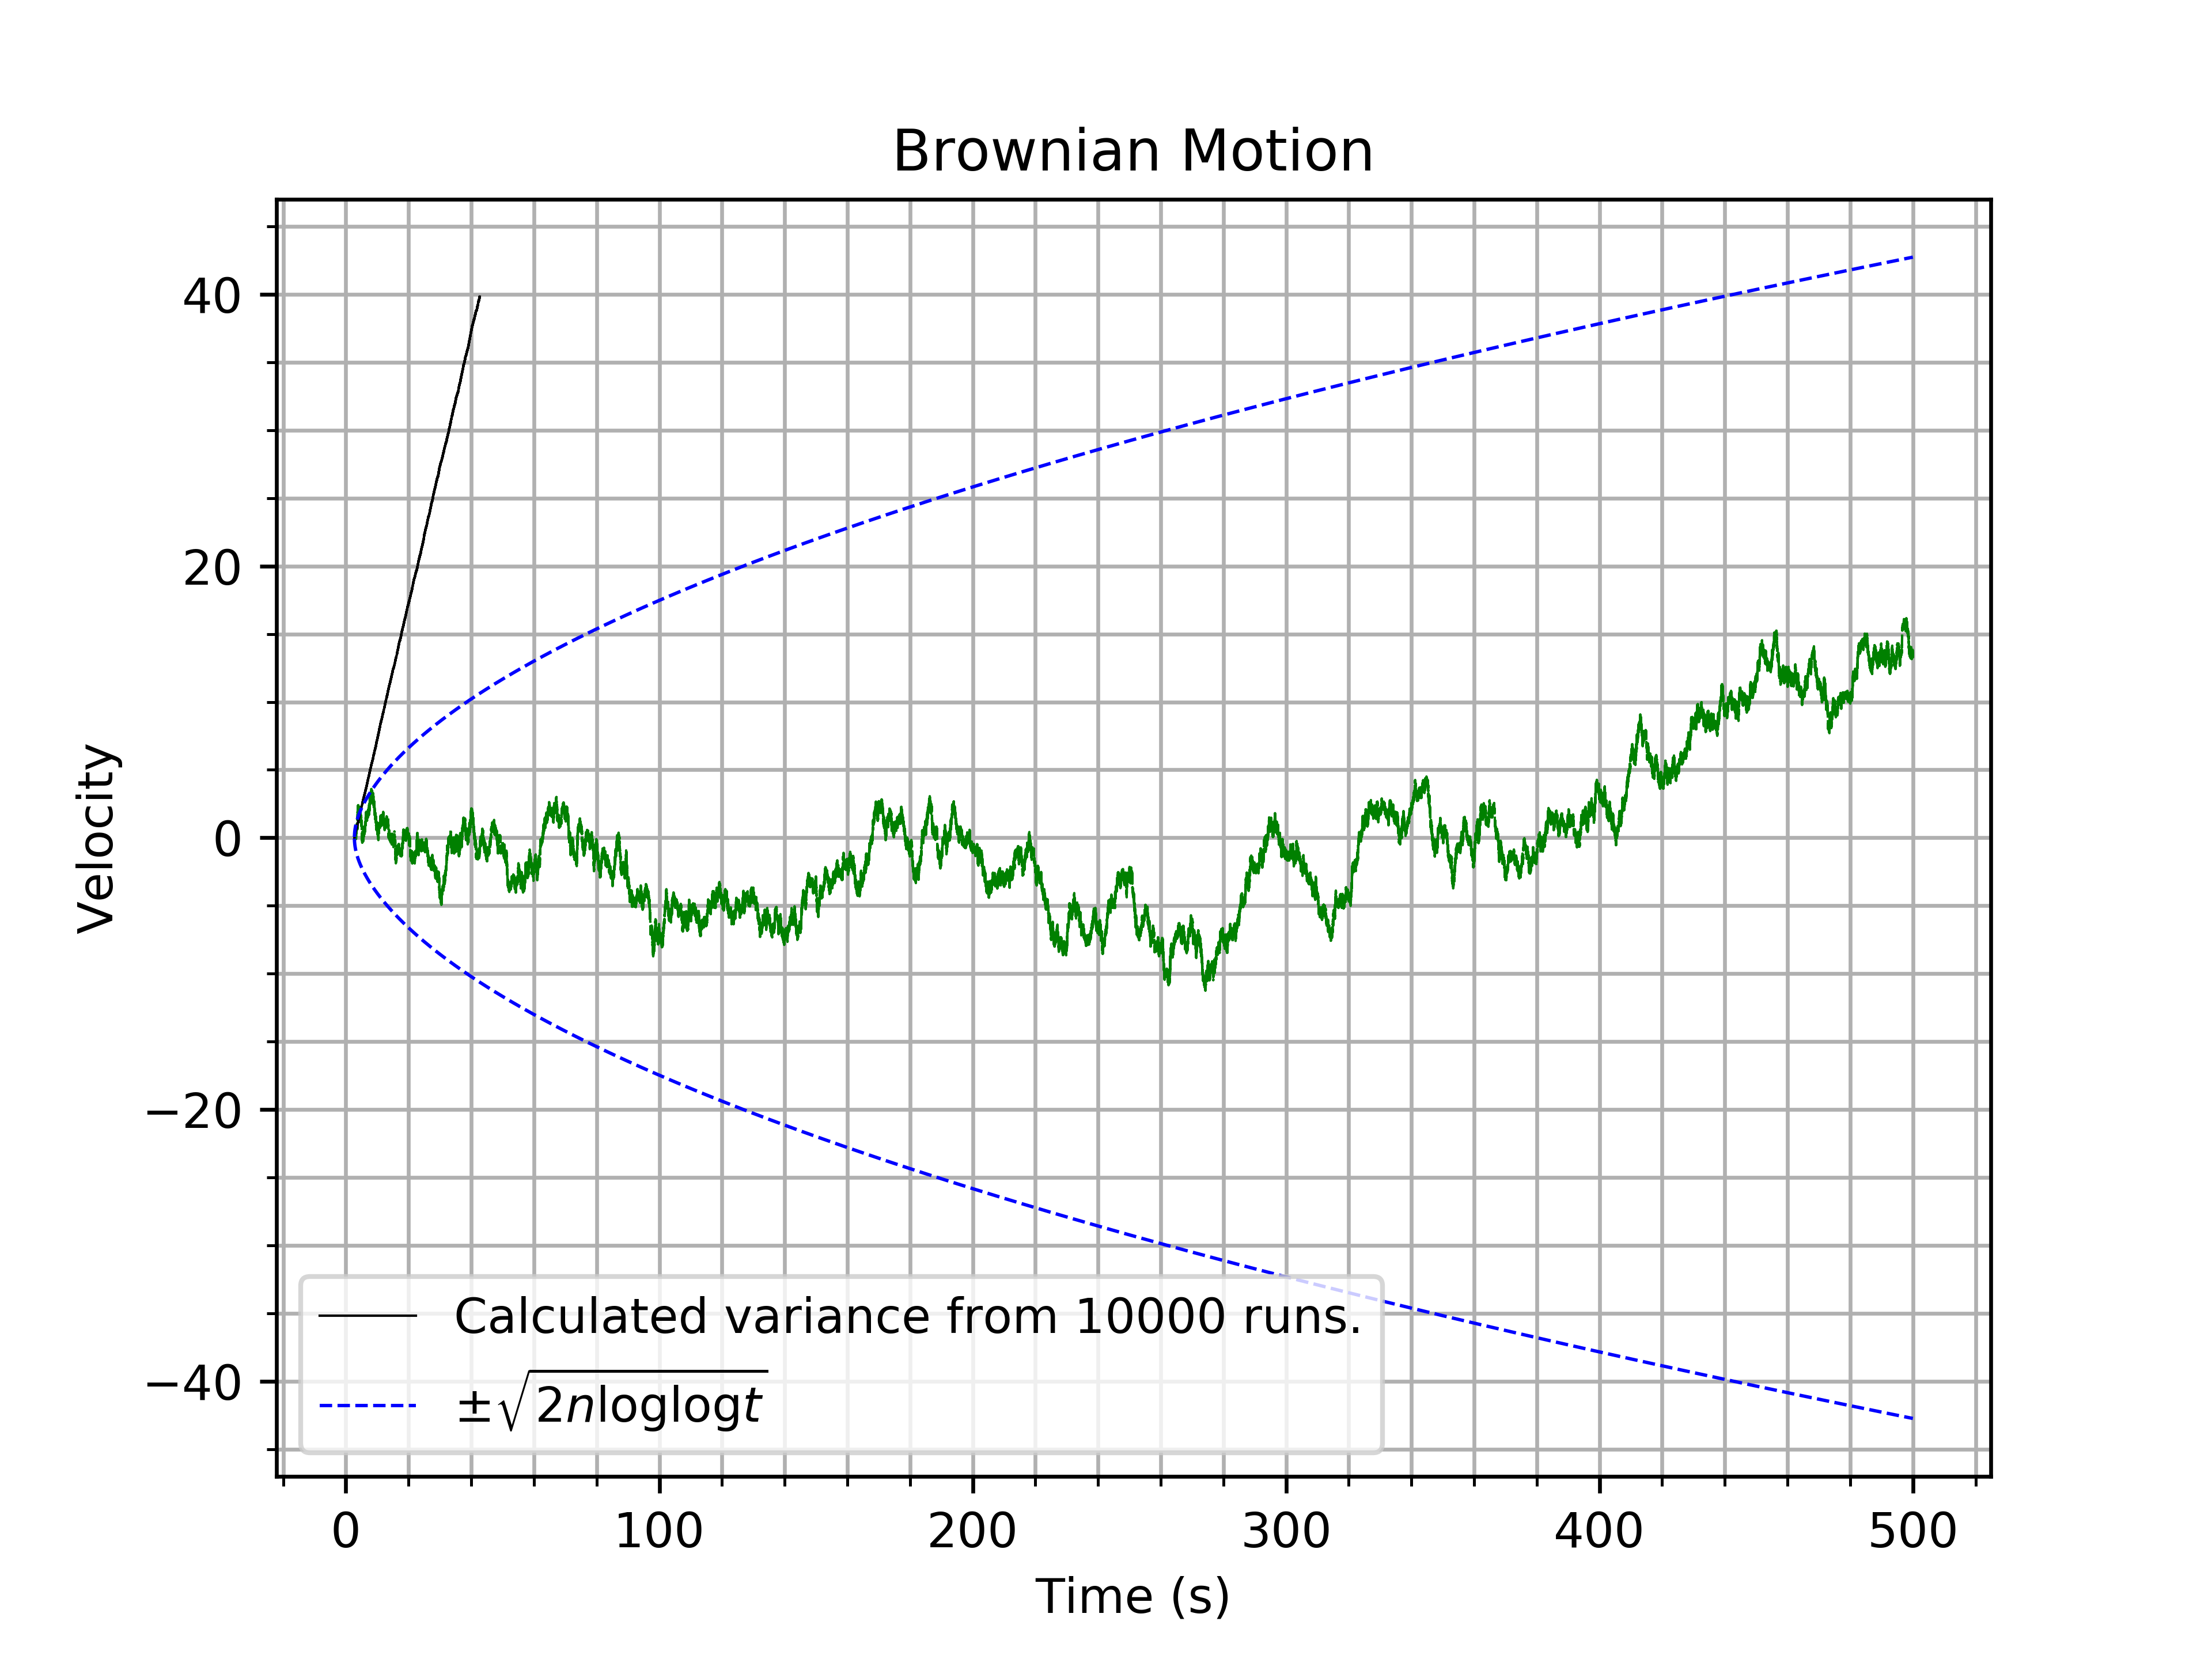 Brownian Motion
40
20
0
−20
−40
Velocity
Calculated variance from 10000 runs.
±√2nloglogt
0 100 200 300 400 500
Time (s)